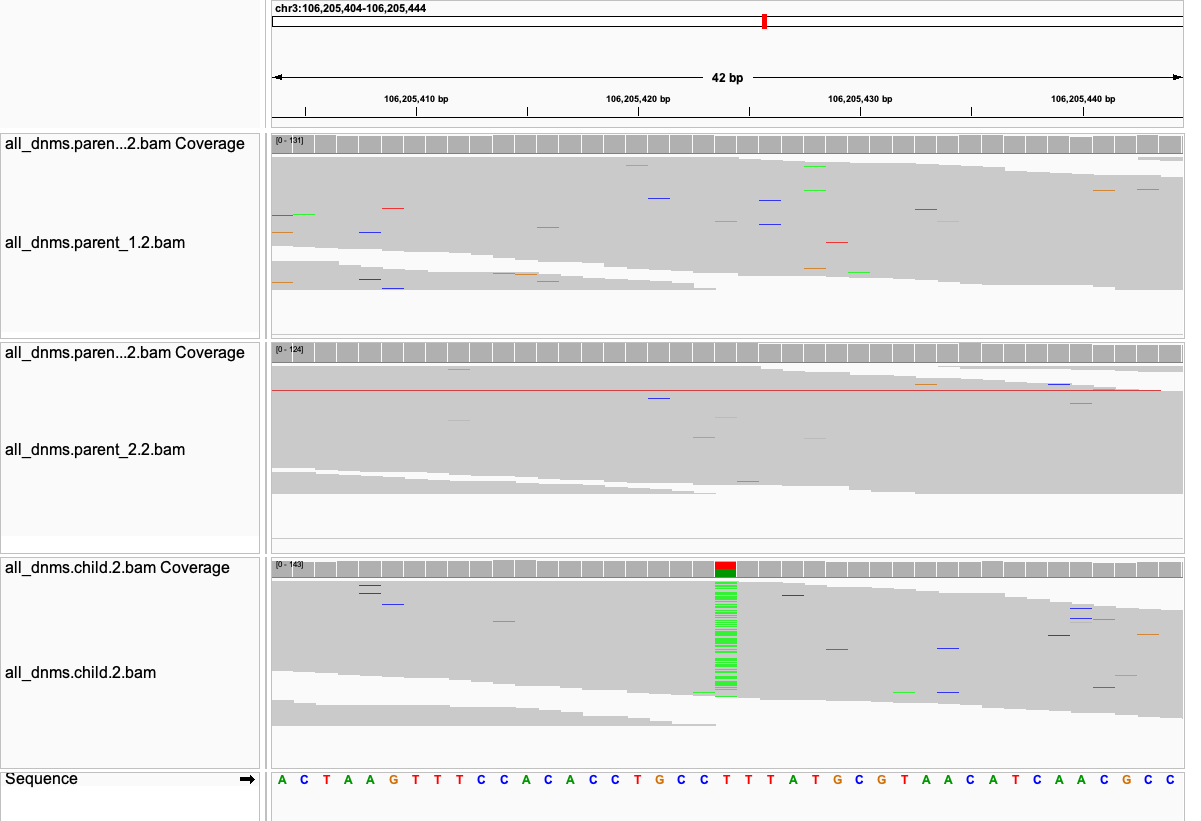 chr3:106,205,404-106,205,444
42 bp
106,205,410 bp 106,205,420 bp 106,205,430 bp 106,205,440 bp
all_dnms.paren...2.bam Coverage [0 - 131]
all_dnms.parent_1.2.bam
all_dnms.paren...2.bam Coverage [0 - 124]
all_dnms.parent_2.2.bam
all_dnms.child.2.bam Coverage [0 - 143]
all_dnms.child.2.bam
Sequence A C T A A G T T T C C A C A C C T G C C T T T A T G C G T A A C A T C A A C G C C